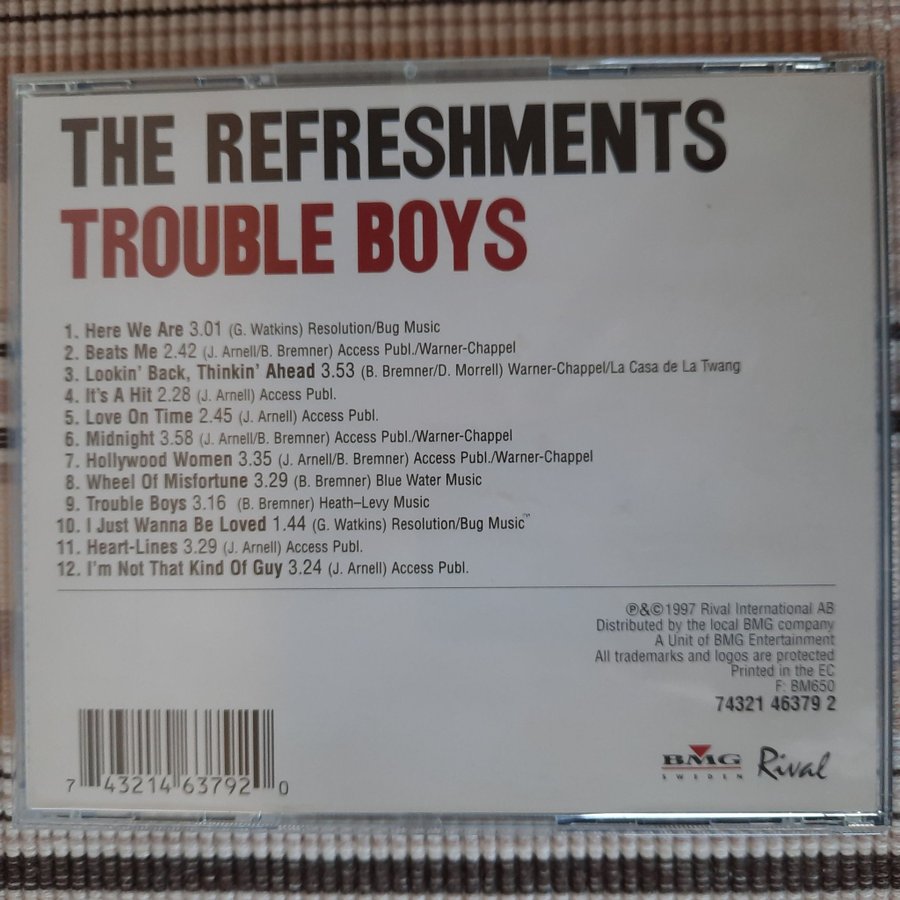 THE REFRESHMENTS
TROUBLE BOYS
1. Here We Are 3.01 (G. Watkins) Resolution/Bug Music
2. Beats Me 2.42 (J. Arnell/B. Bremner) Access Publ./Warner-Chappel
3. Lookin' Back, Thinkin' Ahead 3.53 (B. Bremner/D. Morrell) Warner-Chappel/La Casa de La Twang
4. It's A Hit 2.28 (J. Arnell) Access Publ.
5. Love On Time 2.45 (J. Arnell) Access Publ.
6. Midnight 3.58 (J. Arnell/B. Bremner) Access Publ./Warner-Chappel
7. Hollywood Women 3.35 (J. Arnell/B. Bremner) Access Publ./Warner-Chappel
8. Wheel Of Misfortune 3.29 (B. Bremner) Blue Water Music
9. Trouble Boys 3.16 (B. Bremner) Heath–Levy Music
10. I Just Wanna Be Loved 1.44 (G. Watkins) Resolution/Bug Music™
11. Heart-Lines 3.29 (J. Arnell) Access Publ.
12. I'm Not That Kind Of Guy 3.24 (J. Arnell) Access Publ.
℗&©1997 Rival International AB
Distributed by the local BMG company
A Unit of BMG Entertainment
All trademarks and logos are protected
Printed in the EC
F: BM650
74321 46379 2
BMG
SWEDEN
Rival
7 43214 63792 0